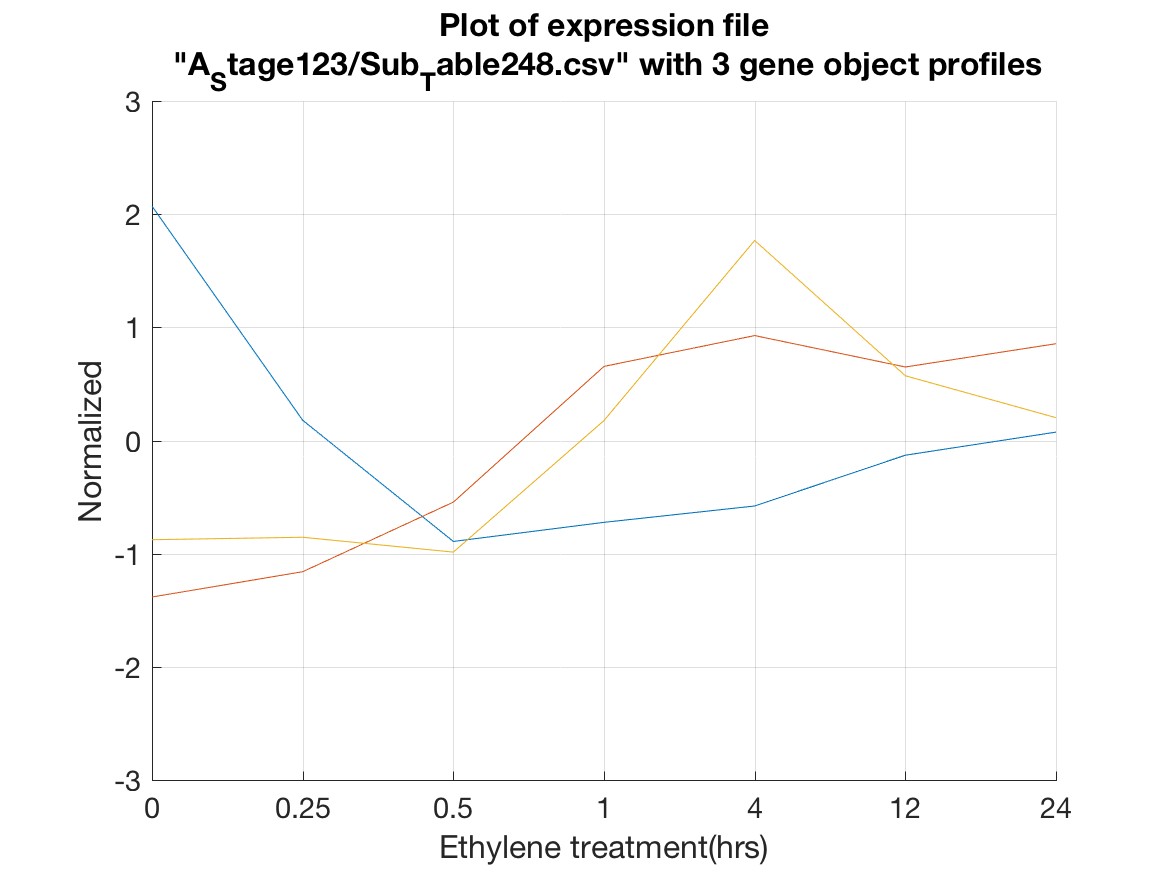 Plot of expression file
"A_Stage123/Sub_Table248.csv" with 3 gene object profiles
3
2
1
0
-1
-2
-3
Normalized
0 0.25 0.5 1 4 12 24
Ethylene treatment(hrs)